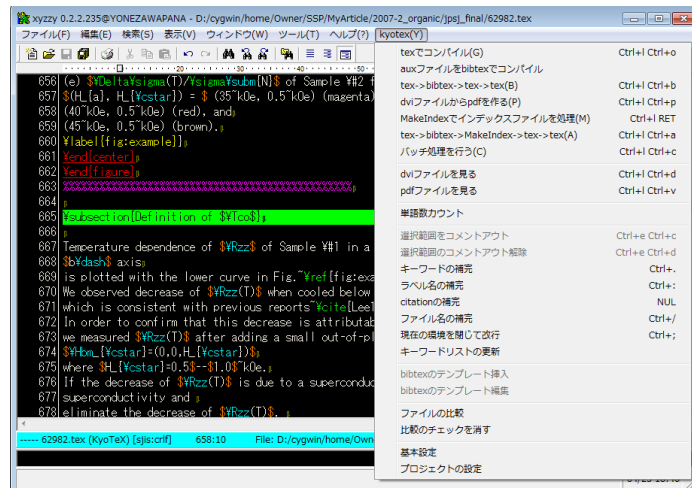 xyzzy 0.2.2.235@YONEZAWAPANA - D:/cygwin/home/Owner/SSP/MyArticle/2007-2_organic/jpsj_final/62982.tex
ファイル(F) 編集(E) 検索(S) 表示(V) ウィンドウ(W) ツール(T) ヘルプ(?) kyotex(Y)
656 (e) $¥Delta¥sigma(T)/¥sigma¥subm{N}$ of Sample ¥#2 f
657 $(H_{a}, H_{¥cstar}) = $ (35~kOe, 0.5~kOe) (magenta)
658 (40~kOe, 0.5~kOe) (red), and
659 (45~kOe, 0.5~kOe) (brown).
660 ¥label{fig:example}]
661 ¥end{center}
662 ¥end{figure}
663 %%%%%%%%%%%%%%%%%%%%%%%%%%%%%%%%%%%%
664
665 ¥subsection{Definition of $¥Tco$}
666
667 Temperature dependence of $¥Rzz$ of Sample ¥#1 in a
668 $b¥dash$ axis
669 is plotted with the lower curve in Fig.~¥ref{fig:exa
670 We observed decrease of $¥Rzz(T)$ when cooled below
671 which is consistent with previous reports~¥cite{Lee1
672 In order to confirm that this decrease is attributab
673 we measured $¥Rzz(T)$ after adding a small out-of-pl
674 $¥Hbm_{¥cstar}=(0,0,H_{¥cstar})$
675 where $H_{¥cstar}=0.5$--$1.0$~kOe.
676 If the decrease of $¥Rzz(T)$ is due to a superconduc
677 superconductivity and
678 eliminate the decrease of $¥Rzz(T)$.
----- 62982.tex (KyoTeX) [sjis:crlf] 658:10 File: D:/cygwin/home/Own
texでコンパイル(G) Ctrl+l Ctrl+o
auxファイルをbibtexでコンパイル
tex->bibtex->tex->tex(B) Ctrl+l Ctrl+b
dviファイルからpdfを作る(P) Ctrl+l Ctrl+p
MakeIndexでインデックスファイルを処理(M) Ctrl+l RET
tex->bibtex->MakeIndex->tex->tex(A) Ctrl+l Ctrl+a
バッチ処理を行う(C) Ctrl+l Ctrl+c
dviファイルを見る Ctrl+l Ctrl+d
pdfファイルを見る Ctrl+l Ctrl+v
単語数カウント
選択範囲をコメントアウト Ctrl+e Ctrl+c
選択範囲のコメントアウト解除 Ctrl+e Ctrl+d
キーワードの補完 Ctrl+.
ラベル名の補完 Ctrl+:
citationの補完 NUL
ファイル名の補完 Ctrl+/
現在の環境を閉じて改行 Ctrl+;
キーワードリストの更新
bibtexのテンプレート挿入
bibtexのテンプレート編集
ファイルの比較
比較のチェックを消す
基本設定
プロジェクトの設定